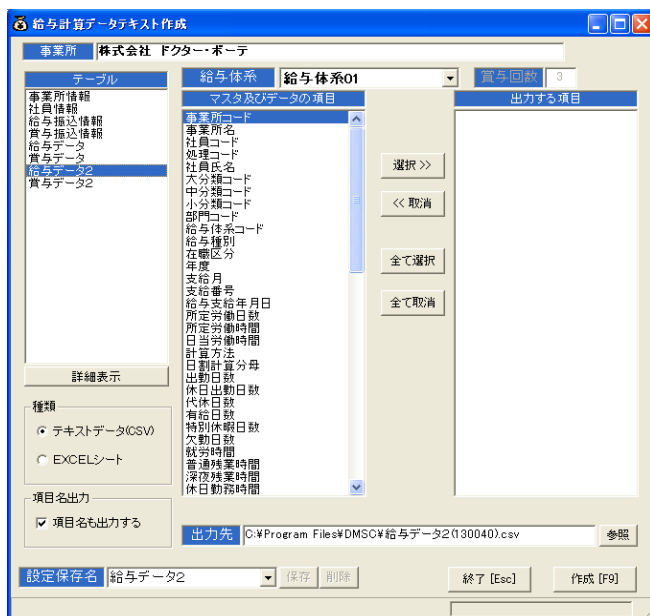 給与計算データテキスト作成
事業所 株式会社 ドクター・ボーテ
テーブル
事業所情報
社員情報
給与振込情報
賞与振込情報
給与データ
賞与データ
給与データ2
賞与データ2
詳細表示
種類
テキストデータ(CSV)
EXCELシート
項目名出力
項目名も出力する
給与体系 給与体系01
賞与回数 3
マスタ及びデータの項目
事業所コード
事業所名
社員コード
処理コード
社員氏名
大分類コード
中分類コード
小分類コード
部門コード
給与体系コード
給与種別
在職区分
年度
支給月
支給番号
給与支給年月日
所定労働日数
所定労働時間
日当労働時間
計算方法
日割計算分母
出勤日数
休日出勤日数
代休日数
有給日数
特別休暇日数
欠勤日数
就労時間
普通残業時間
深夜残業時間
休日勤務時間
選択 >>
<< 取消
全て選択
全て取消
出力する項目
出力先 C:¥Program Files¥DMSC¥給与データ2(130040).csv 参照
設定保存名 給与データ2 保存 削除
終了 [Esc] 作成 [F9]